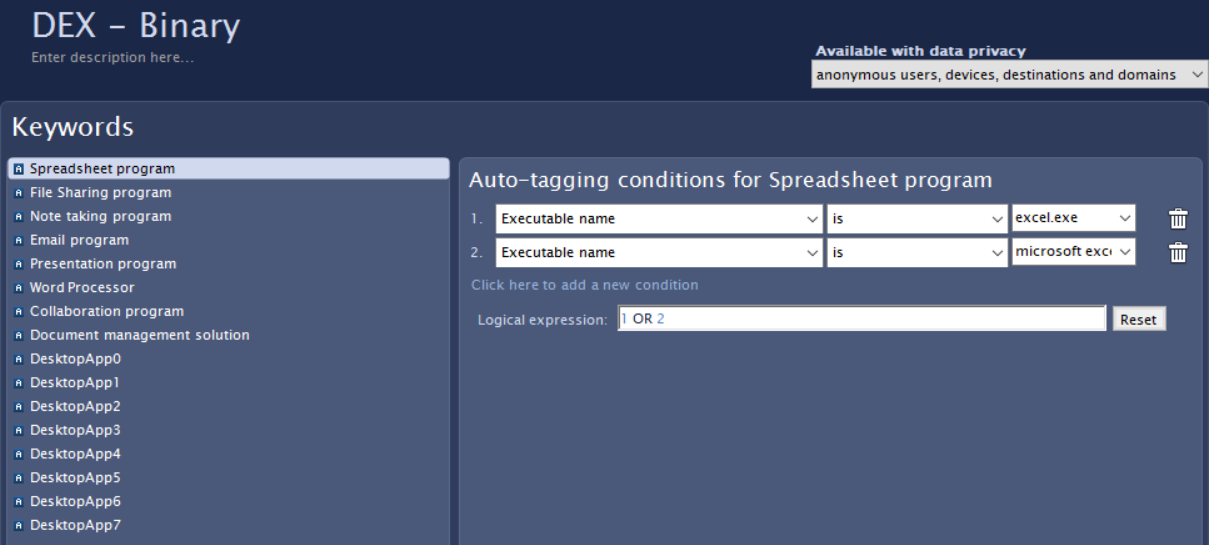 DEX – Binary
Enter description here...
Available with data privacy
anonymous users, devices, destinations and domains
Keywords
Spreadsheet program
File Sharing program
Note taking program
Email program
Presentation program
Word Processor
Collaboration program
Document management solution
DesktopApp0
DesktopApp1
DesktopApp2
DesktopApp3
DesktopApp4
DesktopApp5
DesktopApp6
DesktopApp7
Auto-tagging conditions for Spreadsheet program
1. Executable name is excel.exe
2. Executable name is microsoft exc
Click here to add a new condition
Logical expression: 1 OR 2 Reset